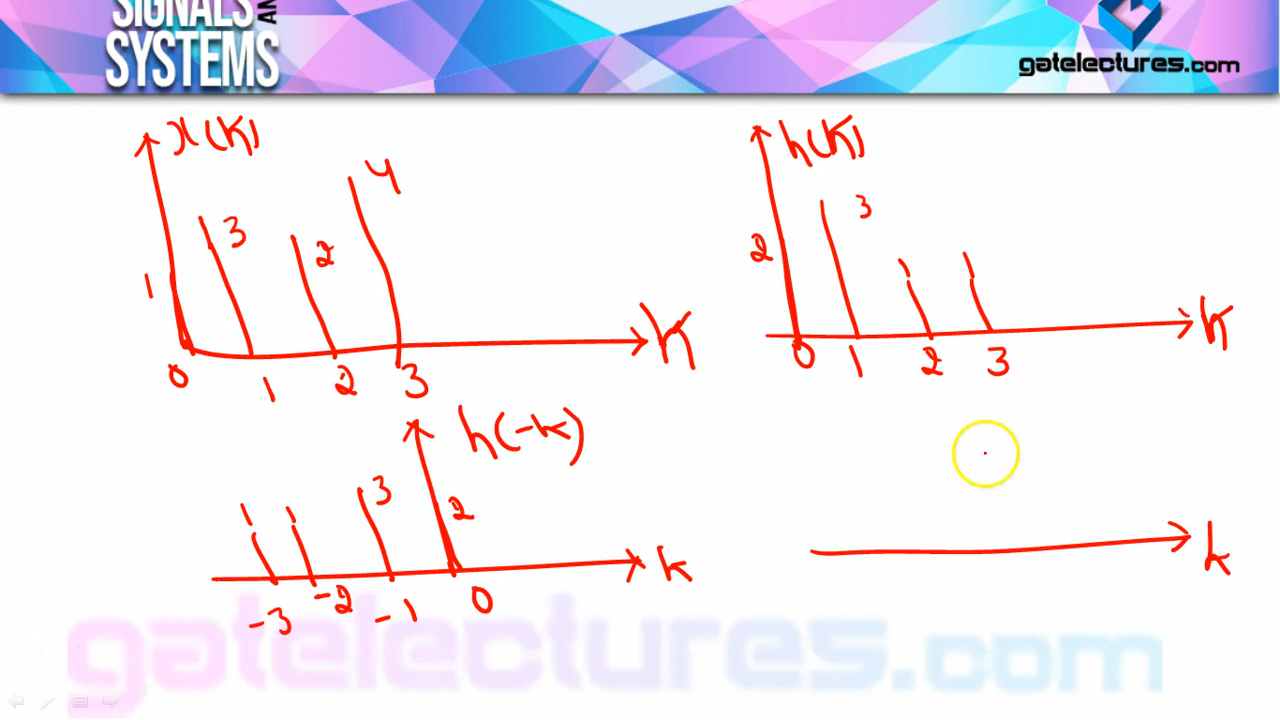 SIGNALS AND
SYSTEMS
gatelectures.com
x(k)
1
3
2
4
0
1
2
3
k
h(k)
2
3
1
1
0
1
2
3
k
h(-k)
1
1
3
2
-3
-2
-1
0
k
k
gatelectures.com